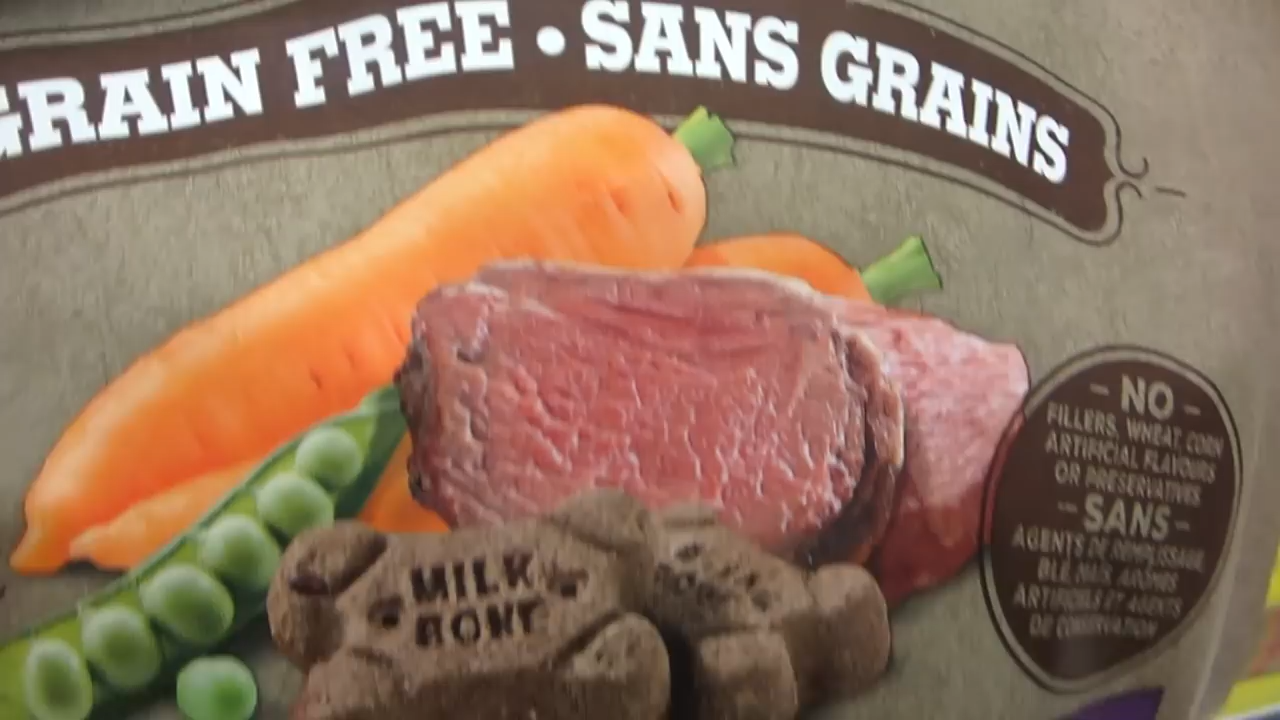 GRAIN FREE • SANS GRAINS
- NO -
FILLERS, WHEAT, CORN
ARTIFICIAL FLAVOURS
OR PRESERVATIVES
- SANS -
AGENTS DE REMPLISSAGE
BLÉ, MAÏS, ARÔMES
ARTIFICIELS ET AGENTS
DE CONSERVATION
MILK
BONE